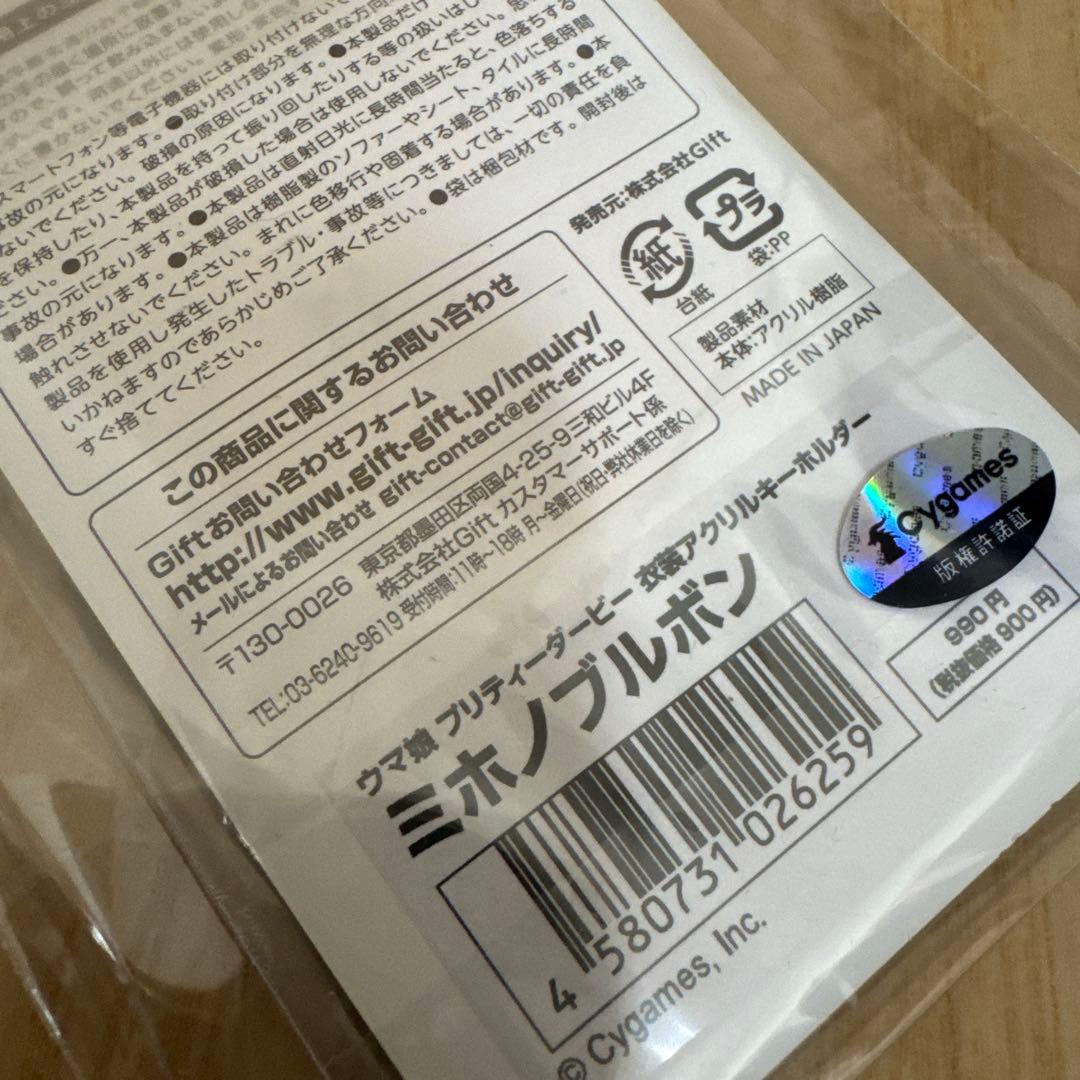 スマートフォン等電子機器には取り付けないで
故の元になります。●取り付け部分を無理な方向
ないでください。破損の原因になります。●本製品だけ
を保持したり、本製品を持って振り回したりする等の扱いはし
ださい。●万一、本製品が破損した場合は使用しないでください。
事故の元になります。●本製品は直射日光に長時間当たると、色落ちする
場合があります。●本製品は樹脂製のソファーやシート、タイルに長時間
触れさせないでください。まれに色移行や固着する場合があります。●本
製品を使用し発生したトラブル・事故等につきましては、一切の責任を負
いかねますのであらかじめご了承ください。●袋は梱包材です。開封後は
すぐ捨ててください。
この商品に関するお問い合わせ
Giftお問い合わせフォーム
http://www.gift-gift.jp/inquiry/
メールによるお問い合わせ gift-contact@gift-gift.jp
〒130-0026 東京都墨田区両国4-25-9三和ビル4F
株式会社Gift カスタマーサポート係
TEL:03-6240-9619 受付時間:11時~18時 月~金曜日(祝日・弊社休業日を除く)
発売元:株式会社Gift
紙
台紙
プラ
袋:PP
製品素材
本体:アクリル樹脂
MADE IN JAPAN
Cygames
版権許諾証
ウマ娘 プリティーダービー 衣装アクリルキーホルダー
ミホノブルボン
990円
(税抜価格 900円)
4 580731 026259
© Cygames, Inc.